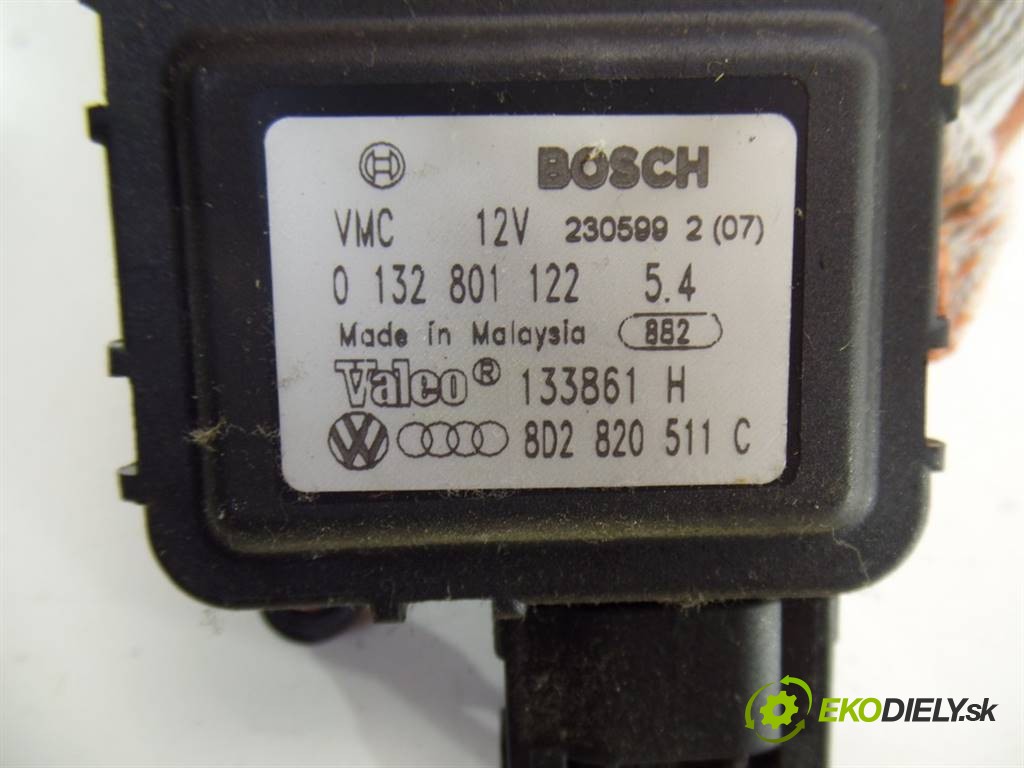 BOSCH
VMC 12V 230599 2 (07)
0 132 801 122 5.4
Made in Malaysia 882
Valeo® 133861 H
8D2 820 511 C
EKODIELY.sk